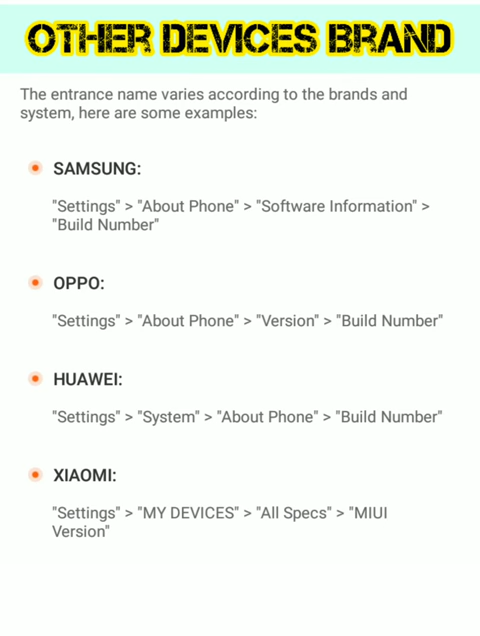 OTHER DEVICES BRAND
The entrance name varies according to the brands and
system, here are some examples:
SAMSUNG:
"Settings" > "About Phone" > "Software Information" >
"Build Number"
OPPO:
"Settings" > "About Phone" > "Version" > "Build Number"
HUAWEI:
"Settings" > "System" > "About Phone" > "Build Number"
XIAOMI:
"Settings" > "MY DEVICES" > "All Specs" > "MIUI
Version"